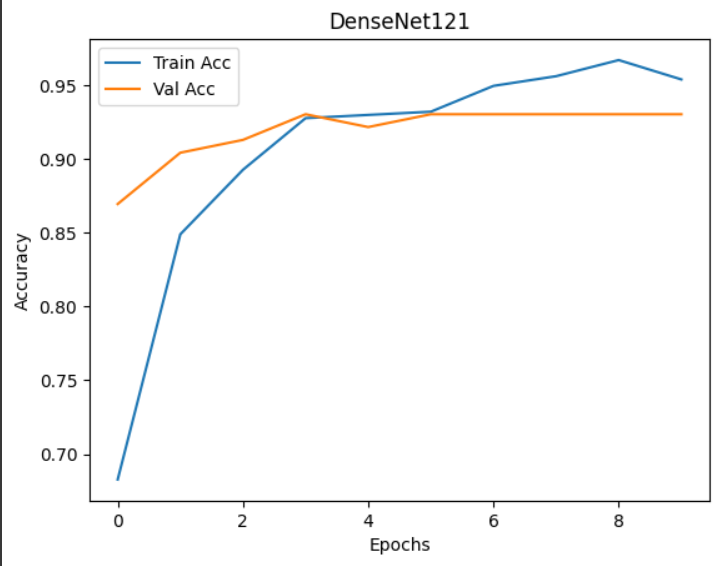 DenseNet121
Train Acc
Val Acc
0.95
0.90
0.85
0.80
0.75
0.70
Accuracy
0 2 4 6 8
Epochs